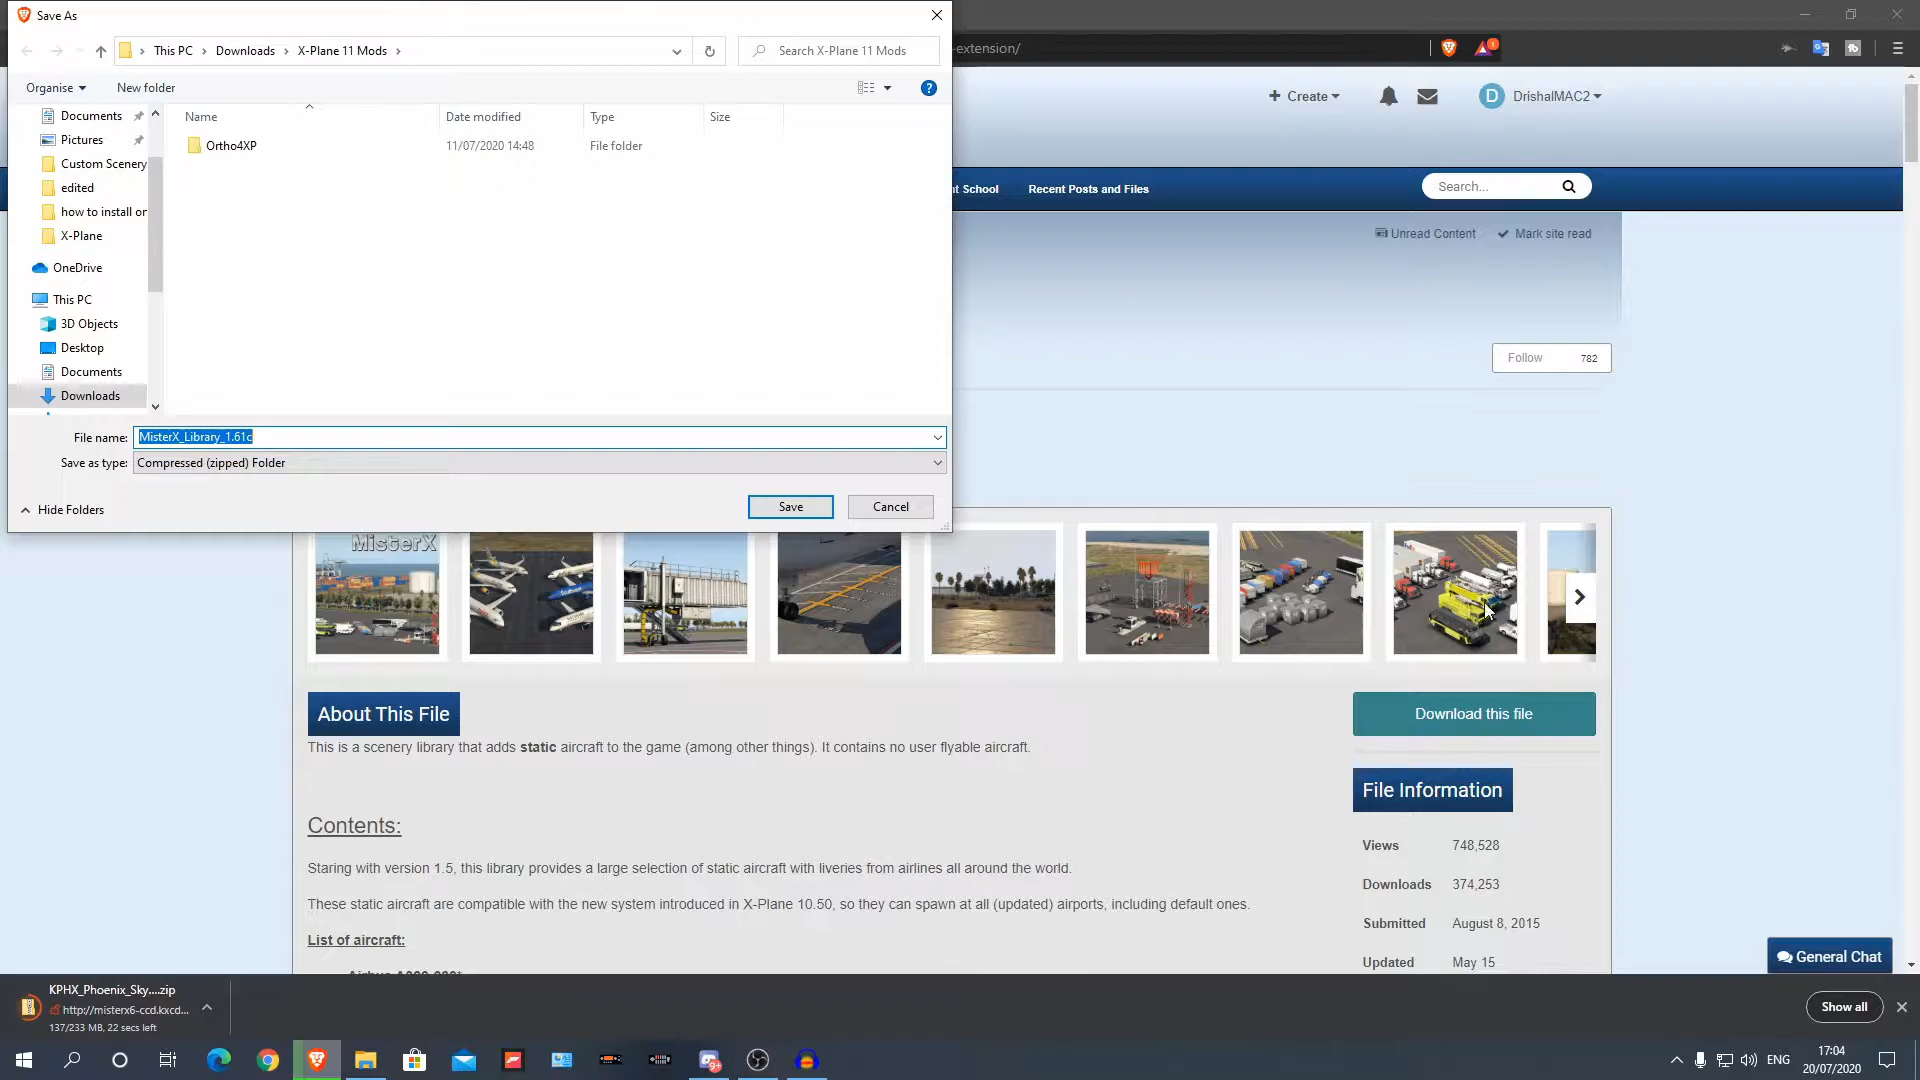 Save As
This PC > Downloads > X-Plane 11 Mods >
Search X-Plane 11 Mods
-extension/
Organise
New folder
Documents
Pictures
Custom Scenery
edited
how to install or
X-Plane
OneDrive
This PC
3D Objects
Desktop
Documents
Downloads
Name
Date modified
Type
Size
Ortho4XP
11/07/2020 14:48
File folder
File name:
MisterX_Library_1.61c
Save as type:
Compressed (zipped) Folder
Hide Folders
Save
Cancel
+ Create
D
DrishalMAC2
nt School
Recent Posts and Files
Search...
Unread Content
Mark site read
Follow
782
MisterX
About This File
This is a scenery library that adds static aircraft to the game (among other things). It contains no user flyable aircraft.
Contents:
Staring with version 1.5, this library provides a large selection of static aircraft with liveries from airlines all around the world.
These static aircraft are compatible with the new system introduced in X-Plane 10.50, so they can spawn at all (updated) airports, including default ones.
List of aircraft:
Download this file
File Information
Views 748,528
Downloads 374,253
Submitted August 8, 2015
Updated May 15
General Chat
KPHX_Phoenix_Sky....zip
http://misterx6-ccd.kxcd...
137/233 MB, 22 secs left
Show all
ENG
17:04
20/07/2020